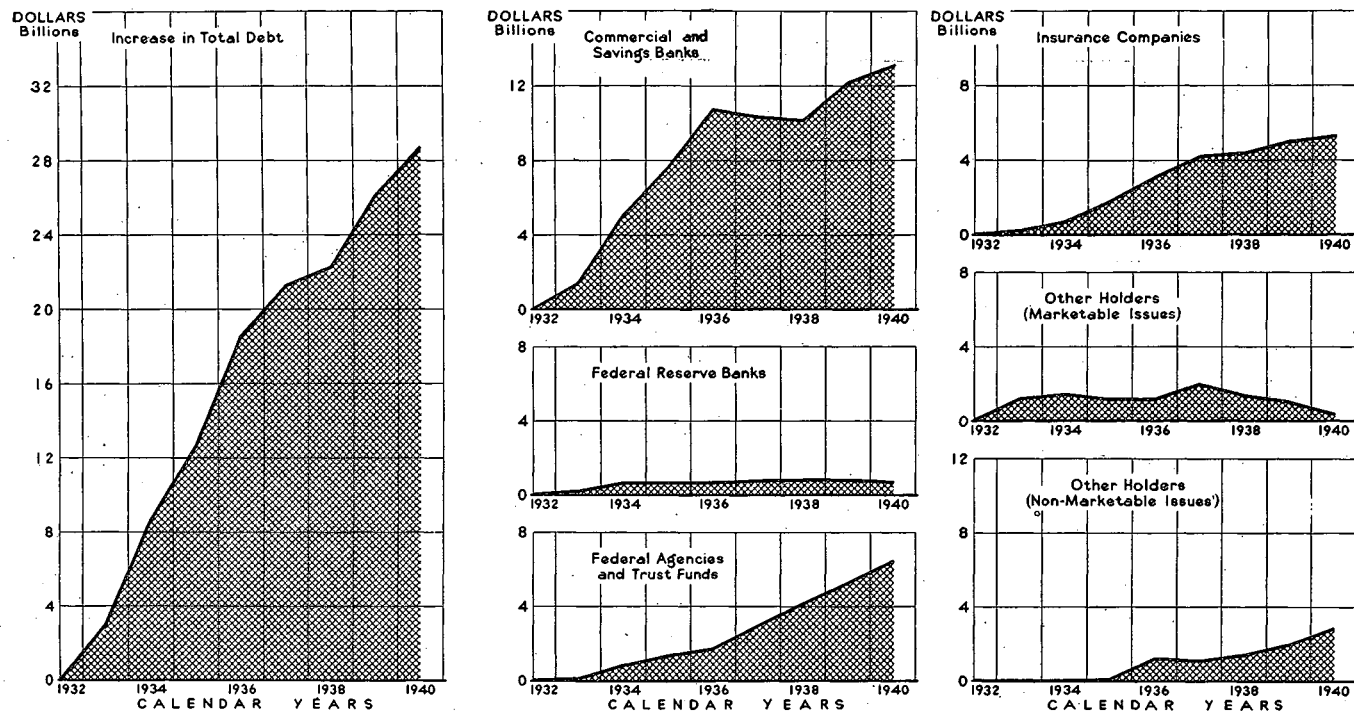 DOLLARS
Billions
Increase in Total Debt
32
28
24
20
16
12
8
4
0
1932 1934 1936 1938 1940
CALENDAR YEARS
Commercial and
Savings Banks
12
8
4
0
1932 1934 1936 1938 1940
8
Federal Reserve Banks
4
0
1932 1934 1936 1938 1940
8
Federal Agencies
and Trust Funds
4
0
1932 1934 1936 1938 1940
CALENDAR YEARS
DOLLARS
Billions
DOLLARS
Billions
Insurance Companies
8
4
0
1932 1934 1936 1938 1940
8
Other Holders
(Marketable Issues)
4
0
1932 1934 1936 1938 1940
12
Other Holders
(Non-Marketable Issues)
8
4
0
1932 1934 1936 1938 1940
CALENDAR YEARS